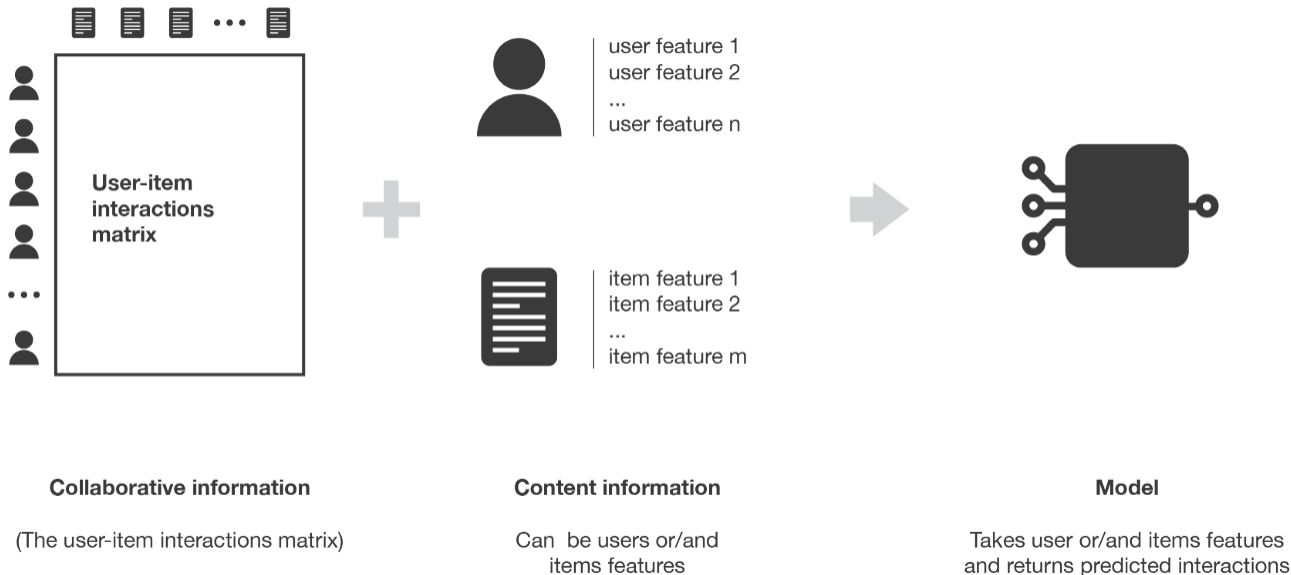 User-item
interactions
matrix
user feature 1
user feature 2
...
user feature n
item feature 1
item feature 2
...
item feature m
Collaborative information
(The user-item interactions matrix)
Content information
Can be users or/and
items features
Model
Takes user or/and items features
and returns predicted interactions